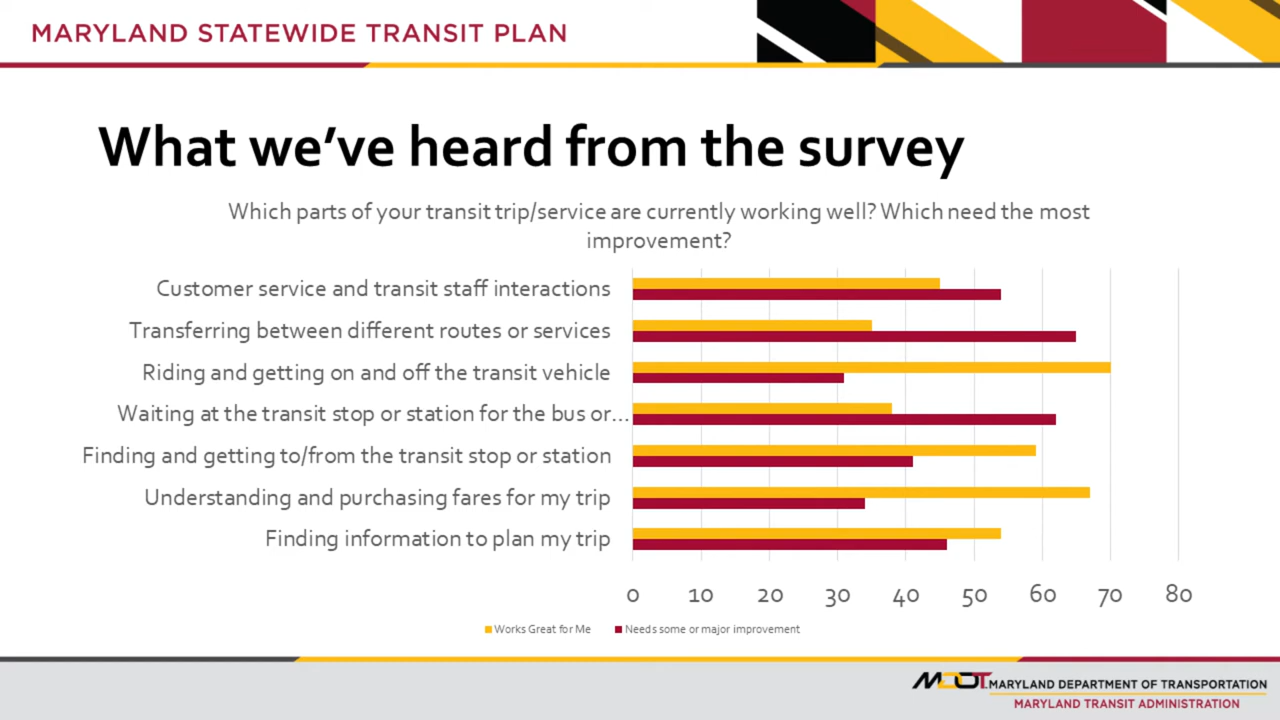 MARYLAND STATEWIDE TRANSIT PLAN
What we've heard from the survey
Which parts of your transit trip/service are currently working well? Which need the most
improvement?
Customer service and transit staff interactions
Transferring between different routes or services
Riding and getting on and off the transit vehicle
Waiting at the transit stop or station for the bus or...
Finding and getting to/from the transit stop or station
Understanding and purchasing fares for my trip
Finding information to plan my trip
0 10 20 30 40 50 60 70 80
Works Great for Me Needs some or major improvement
MDOT MARYLAND DEPARTMENT OF TRANSPORTATION
MARYLAND TRANSIT ADMINISTRATION